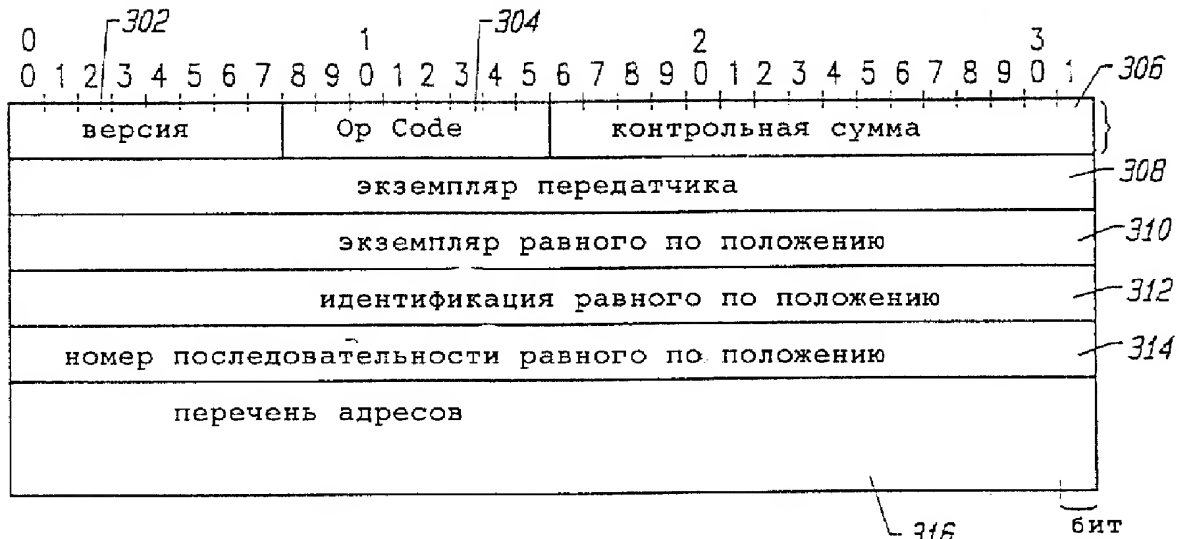 302 304
0 1 2 3
0 1 2 3 4 5 6 7 8 9 0 1 2 3 4 5 6 7 8 9 0 1 2 3 4 5 6 7 8 9 0 1 306
версия Op Code контрольная сумма
экземпляр передатчика 308
экземпляр равного по положению 310
идентификация равного по положению 312
номер последовательности равного по положению 314
перечень адресов
316 бит